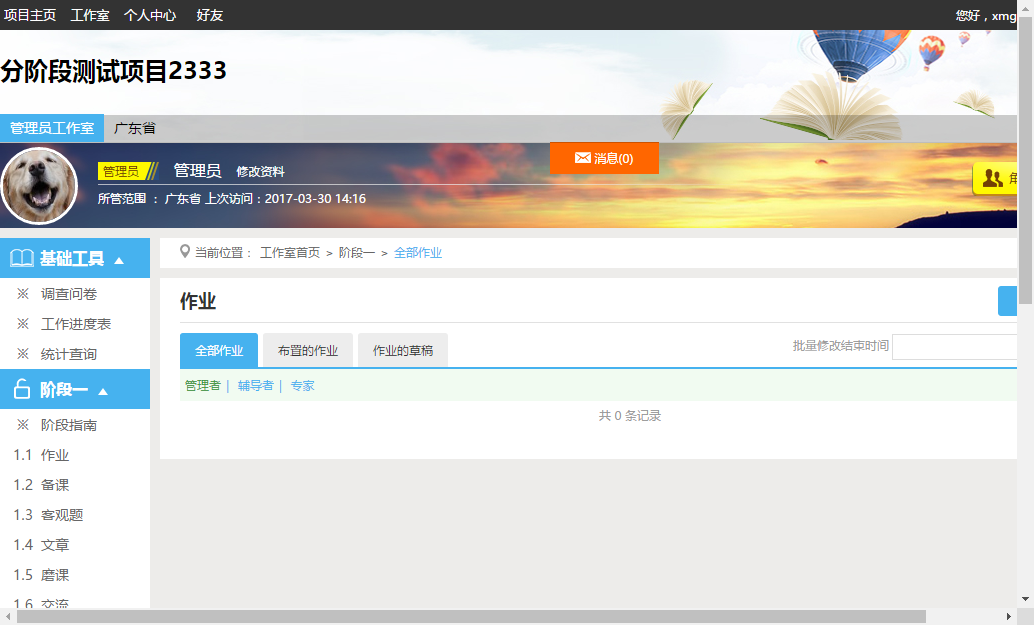 项目主页 工作室 个人中心 好友 您好，xmg
分阶段测试项目2333
管理员工作室 广东省
消息(0)
管理员 管理员 修改资料
所管范围 ： 广东省 上次访问：2017-03-30 14:16
基础工具
※ 调查问卷
※ 工作进度表
※ 统计查询
阶段一
※ 阶段指南
1.1 作业
1.2 备课
1.3 客观题
1.4 文章
1.5 磨课
1.6 交流
当前位置： 工作室首页 > 阶段一 > 全部作业
作业
全部作业 布置的作业 作业的草稿 批量修改结束时间
管理者 | 辅导者 | 专家
共 0 条记录